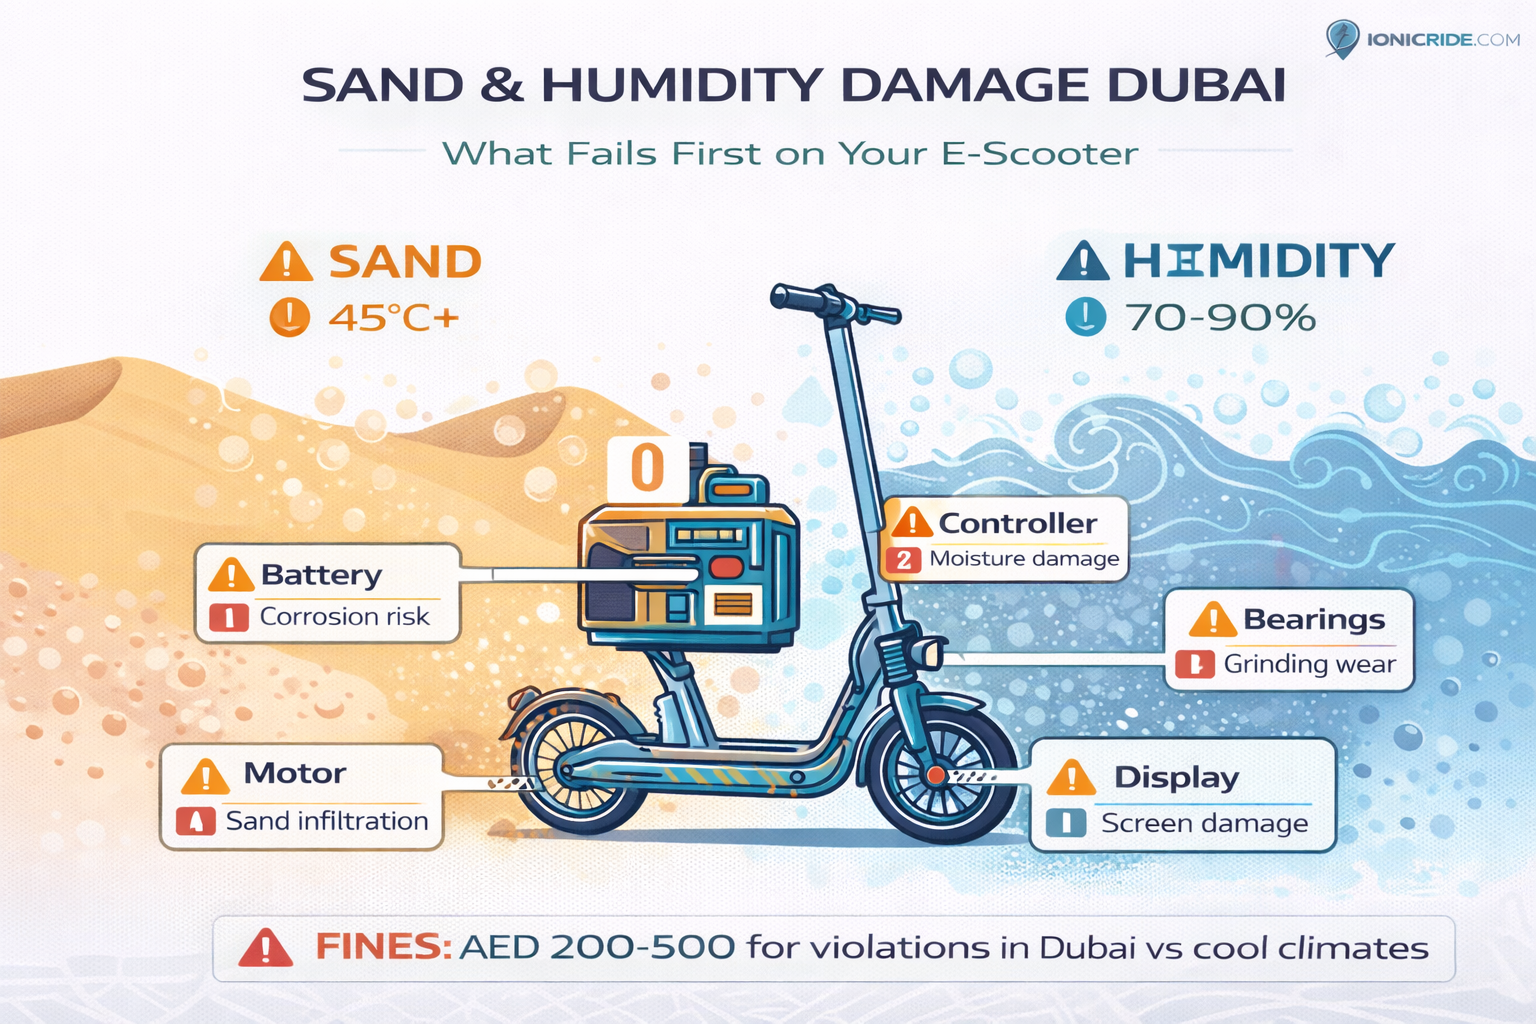 IONICRIDE.COM
SAND & HUMIDITY DAMAGE DUBAI
What Fails First on Your E-Scooter
SAND
45°C+
70-90%
0
Controller
2 Moisture damage
Battery
Corrosion risk
Bearings
Grinding wear
Motor
Sand infiltration
Display
Screen damage
FINES: AED 200-500 for violations in Dubai vs cool climates